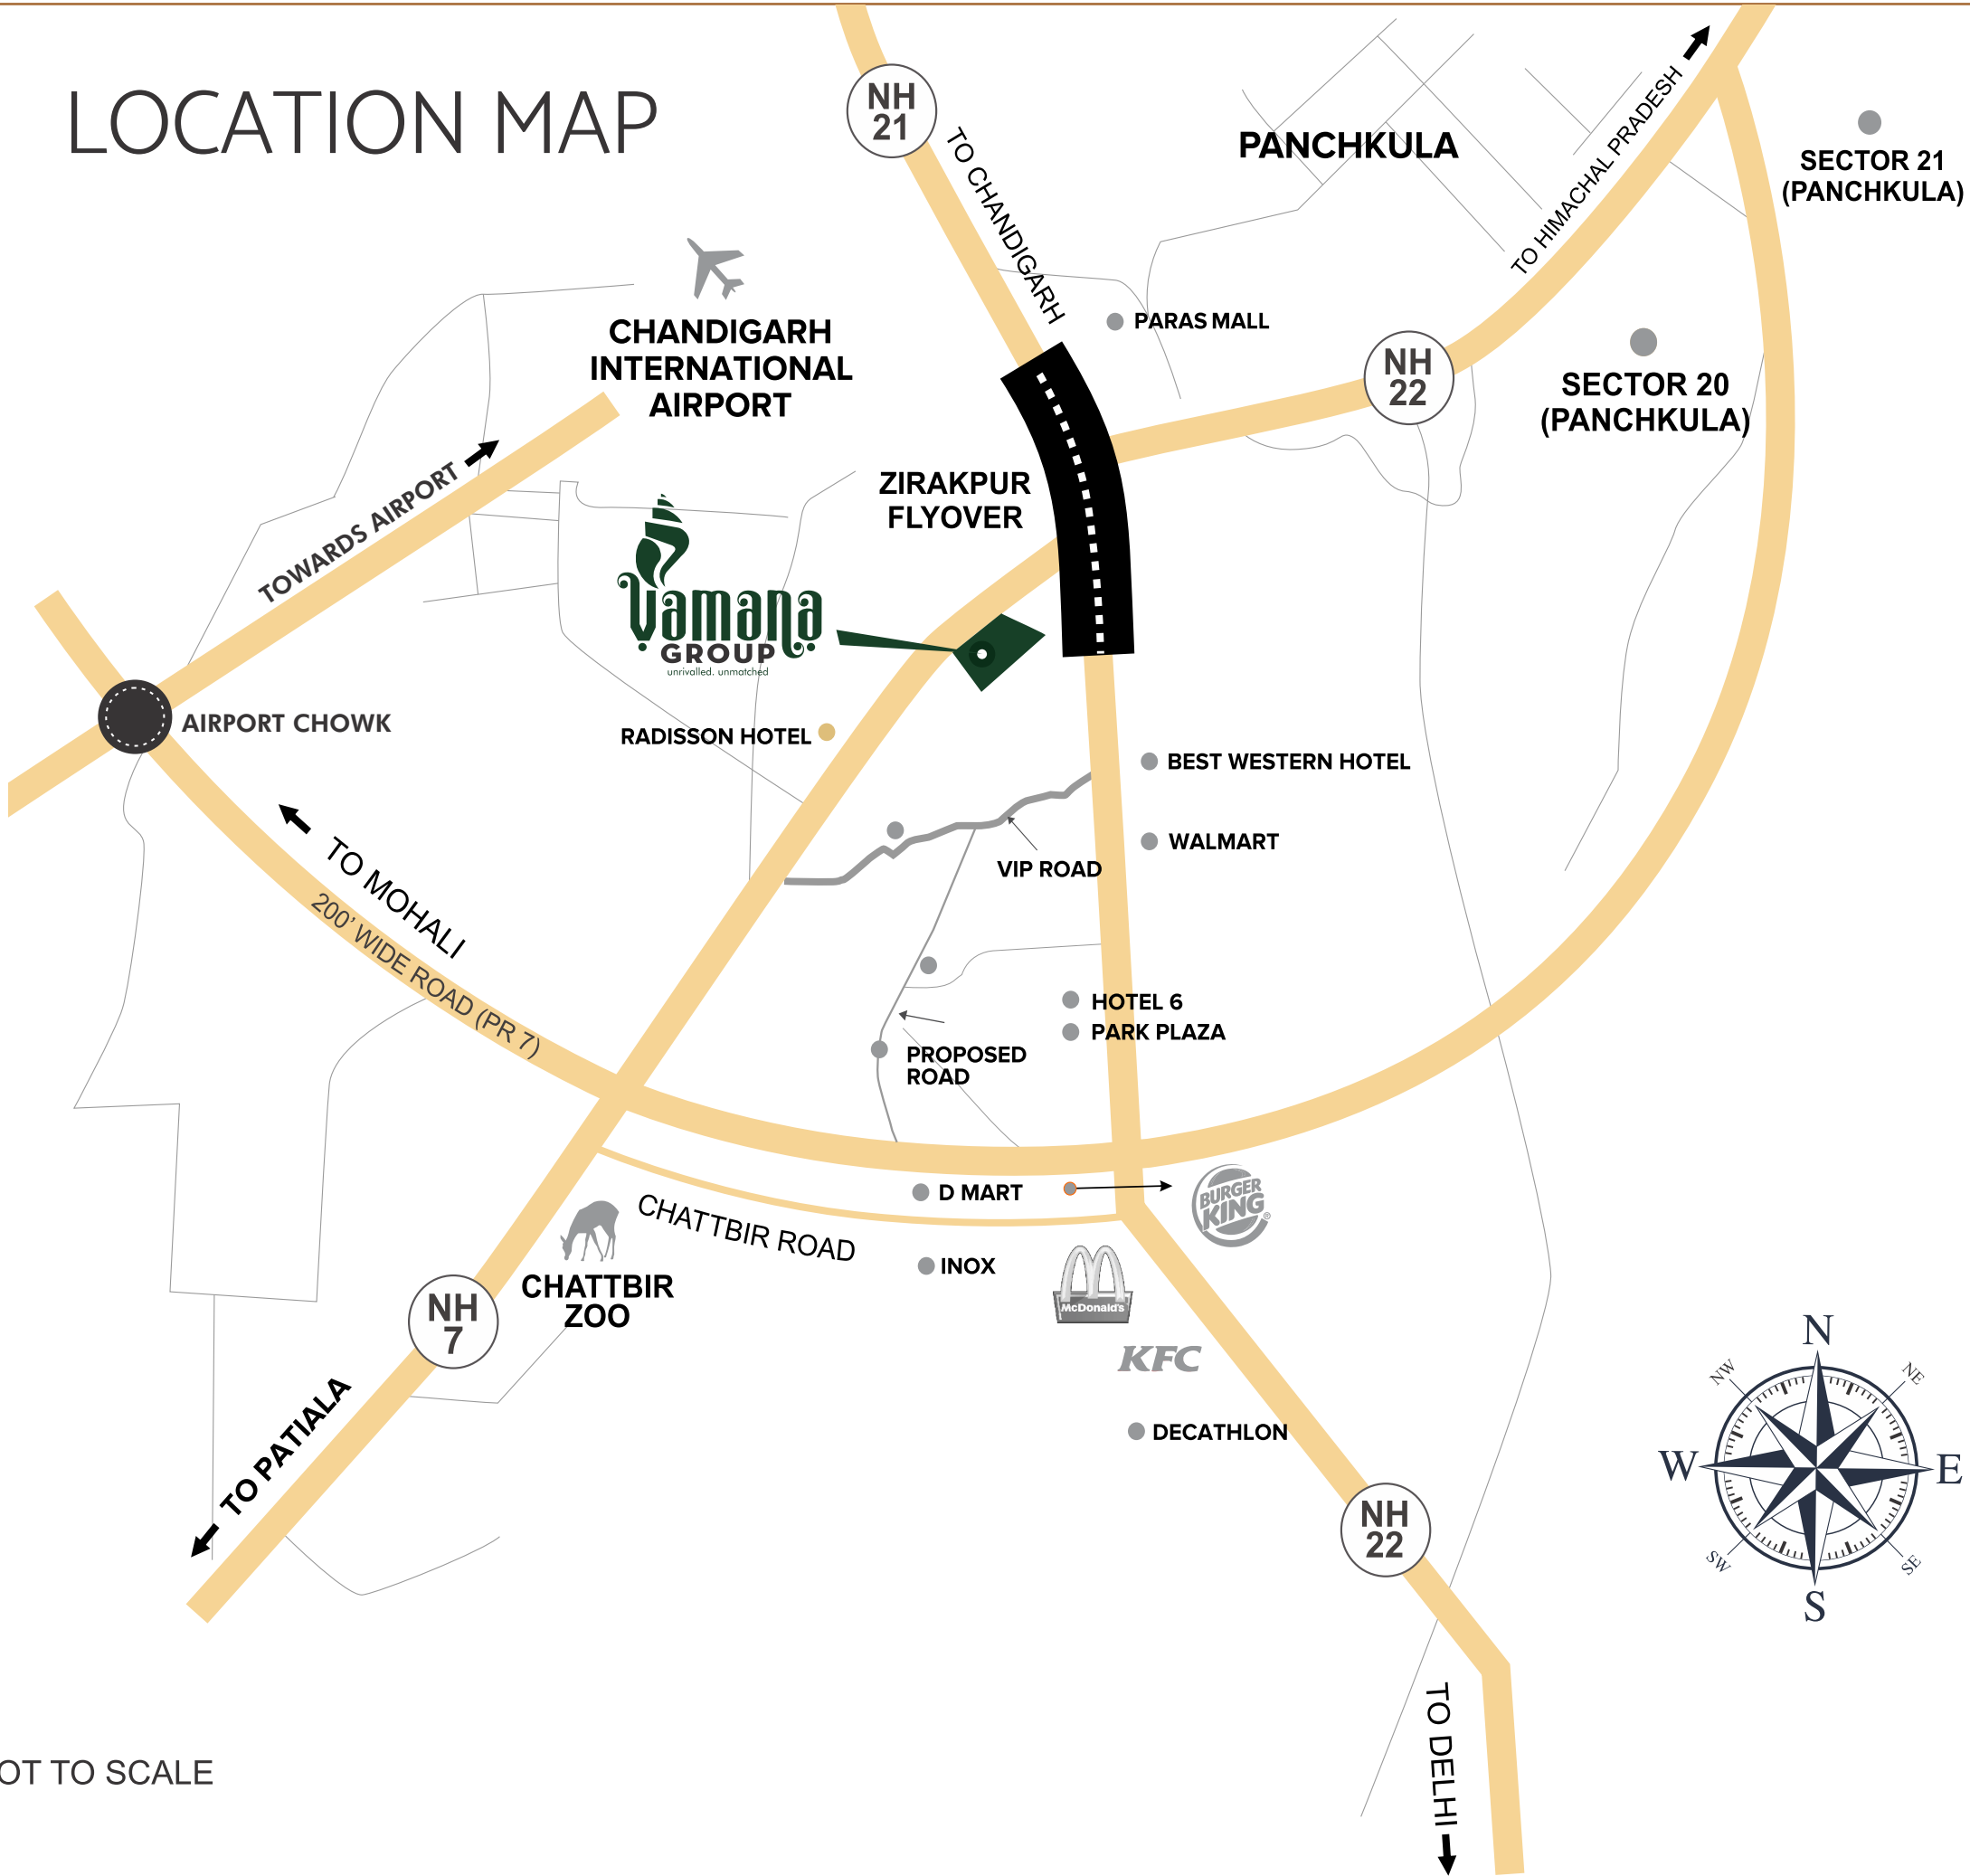 LOCATION MAP
NH
21
TO CHANDIGARH
PANCHKULA
TO HIMACHAL PRADESH
SECTOR 21
(PANCHKULA)
CHANDIGARH
INTERNATIONAL
AIRPORT
PARAS MALL
NH
22
SECTOR 20
(PANCHKULA)
TOWARDS AIRPORT
ZIRAKPUR
FLYOVER
Vamana
GROUP
unrivalled. unmatched
AIRPORT CHOWK
RADISSON HOTEL
BEST WESTERN HOTEL
WALMART
VIP ROAD
TO MOHALI
200' WIDE ROAD (PR 7)
HOTEL 6
PARK PLAZA
PROPOSED
ROAD
D MART
BURGER
KING®
CHATTBIR ROAD
INOX
CHATTBIR
ZOO
McDonald's
NH
7
KFC
TO PATIALA
DECATHLON
NH
22
N
NW
NE
W
E
SW
SE
S
TO DELHI
OT TO SCALE